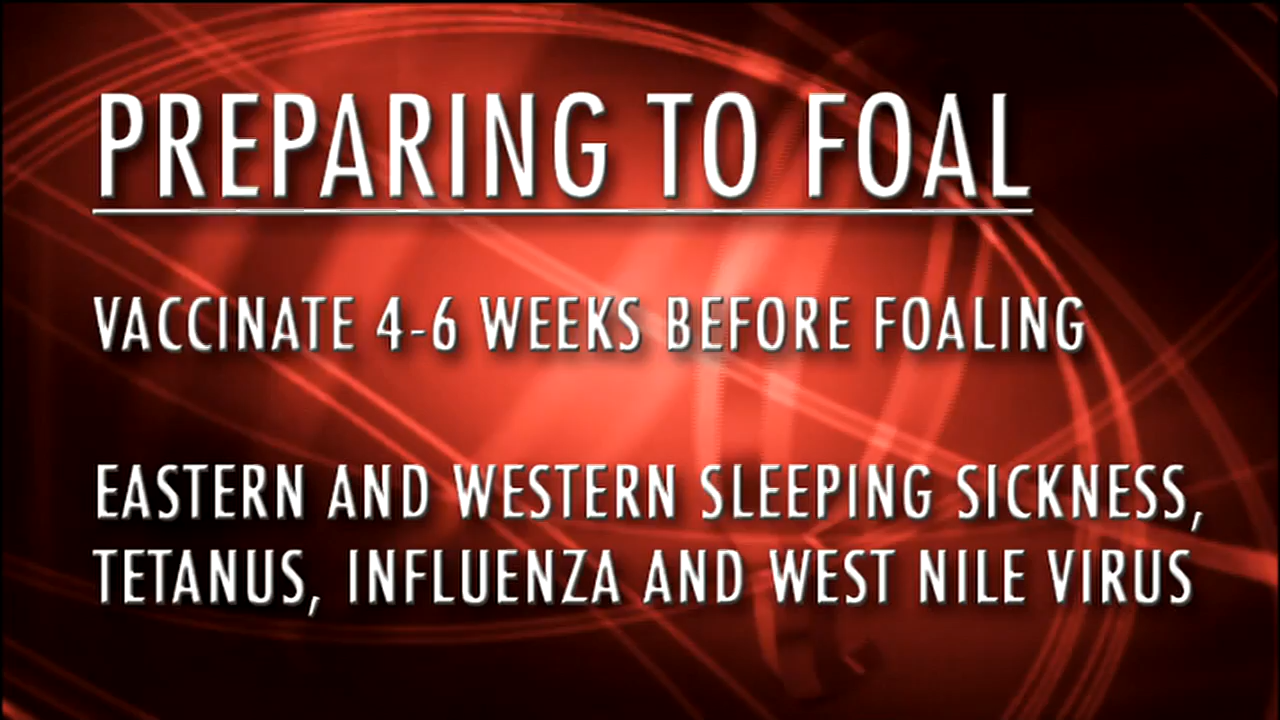 PREPARING TO FOAL
VACCINATE 4-6 WEEKS BEFORE FOALING
EASTERN AND WESTERN SLEEPING SICKNESS,
TETANUS, INFLUENZA AND WEST NILE VIRUS